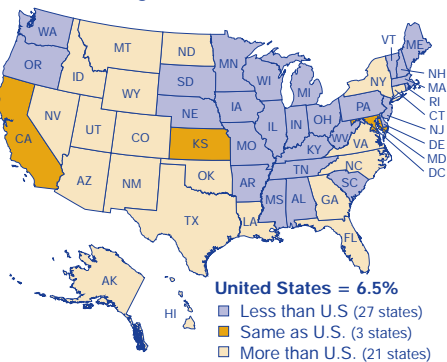 WA
OR
CA
ID
NV
MT
WY
UT
AZ
CO
NM
ND
SD
NE
KS
OK
TX
MN
IA
MO
AR
LA
WI
IL
MS
MI
IN
KY
TN
AL
OH
WV
GA
FL
SC
NC
VA
PA
NY
VT
ME
NH
MA
RI
CT
NJ
DE
MD
DC
AK
HI
United States = 6.5%
Less than U.S (27 states)
Same as U.S. (3 states)
More than U.S. (21 states)